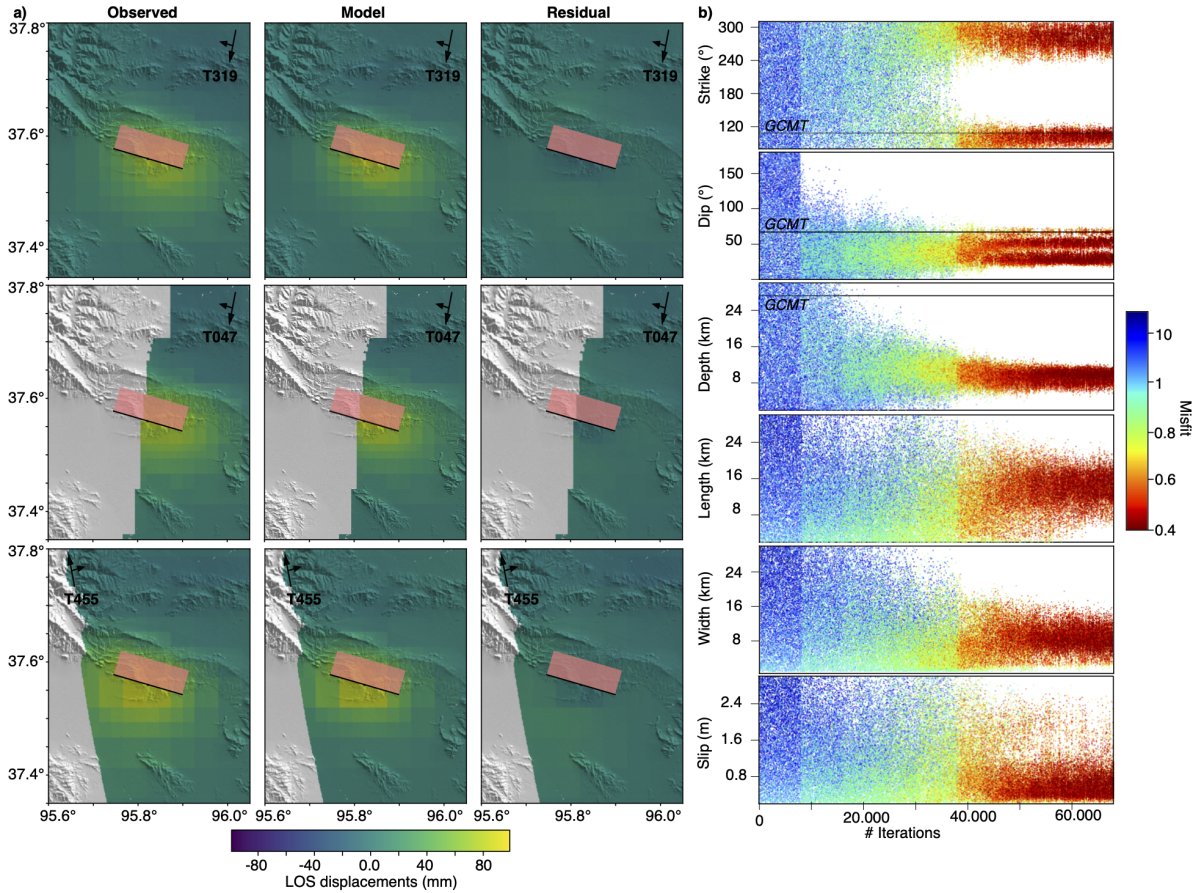 a)
Observed
Model
Residual
37.8°
T319
T319
T319
37.6°
37.4°
37.8°
T047
T047
T047
37.6°
37.4°
37.8°
T455
T455
T455
37.6°
37.4°
95.6°
95.8°
96.0°
95.6°
95.8°
96.0°
95.6°
95.8°
96.0°
-80
-40
0.0
40
80
LOS displacements (mm)
b)
Strike (°)
300
240
180
120
GCMT
Dip (°)
150
100
50
GCMT
Depth (km)
24
16
8
GCMT
Length (km)
24
16
8
Width (km)
24
16
8
Slip (m)
2.4
1.6
0.8
0
20.000
40.000
60.000
# Iterations
10
1
0.8
0.6
0.4
Misfit